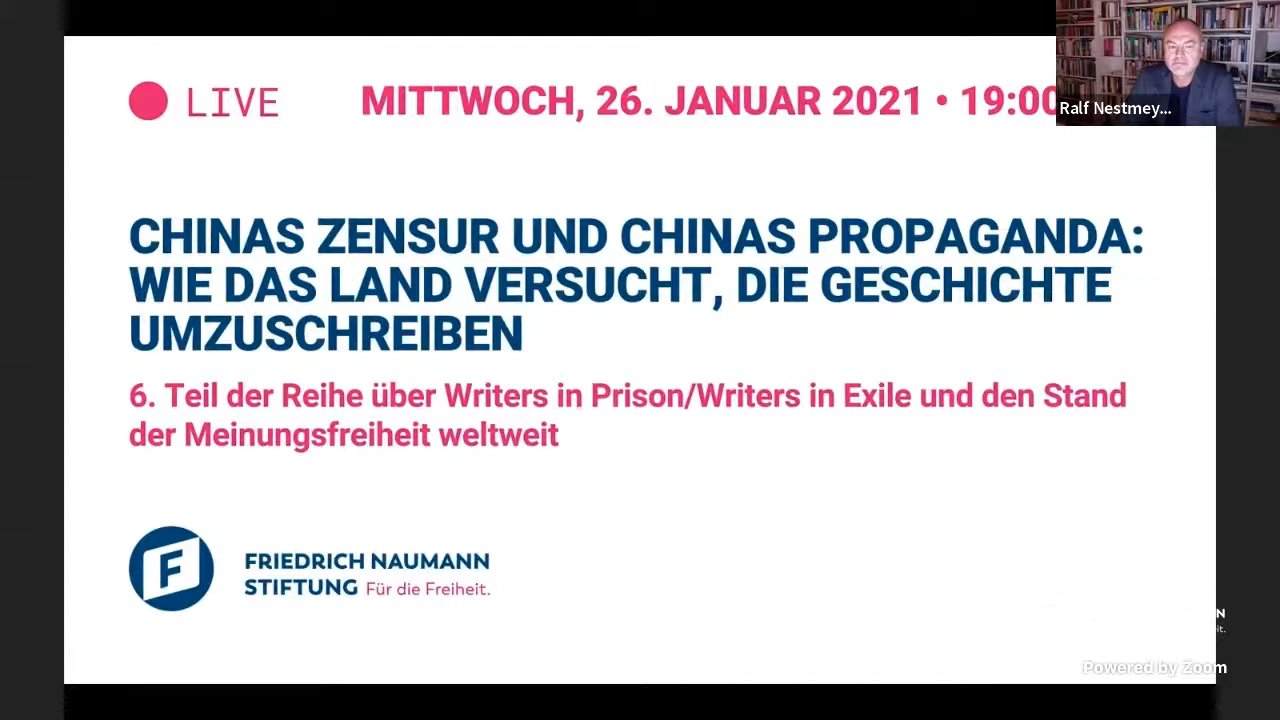 LIVE
MITTWOCH, 26. JANUAR 2021 • 19:00
Ralf Nestmey...
CHINAS ZENSUR UND CHINAS PROPAGANDA:
WIE DAS LAND VERSUCHT, DIE GESCHICHTE
UMZUSCHREIBEN
6. Teil der Reihe über Writers in Prison/Writers in Exile und den Stand
der Meinungsfreiheit weltweit
F
FRIEDRICH NAUMANN
STIFTUNG Für die Freiheit.
N
it.
Powered by Zoom